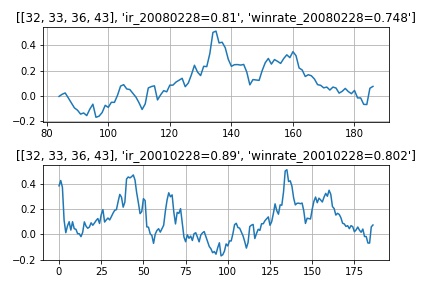 [[32, 33, 36, 43], 'ir_20080228=0.81', 'winrate_20080228=0.748']
0.4
0.2
0.0
−0.2
80 100 120 140 160 180
[[32, 33, 36, 43], 'ir_20010228=0.89', 'winrate_20010228=0.802']
0.4
0.2
0.0
−0.2
0 25 50 75 100 125 150 175